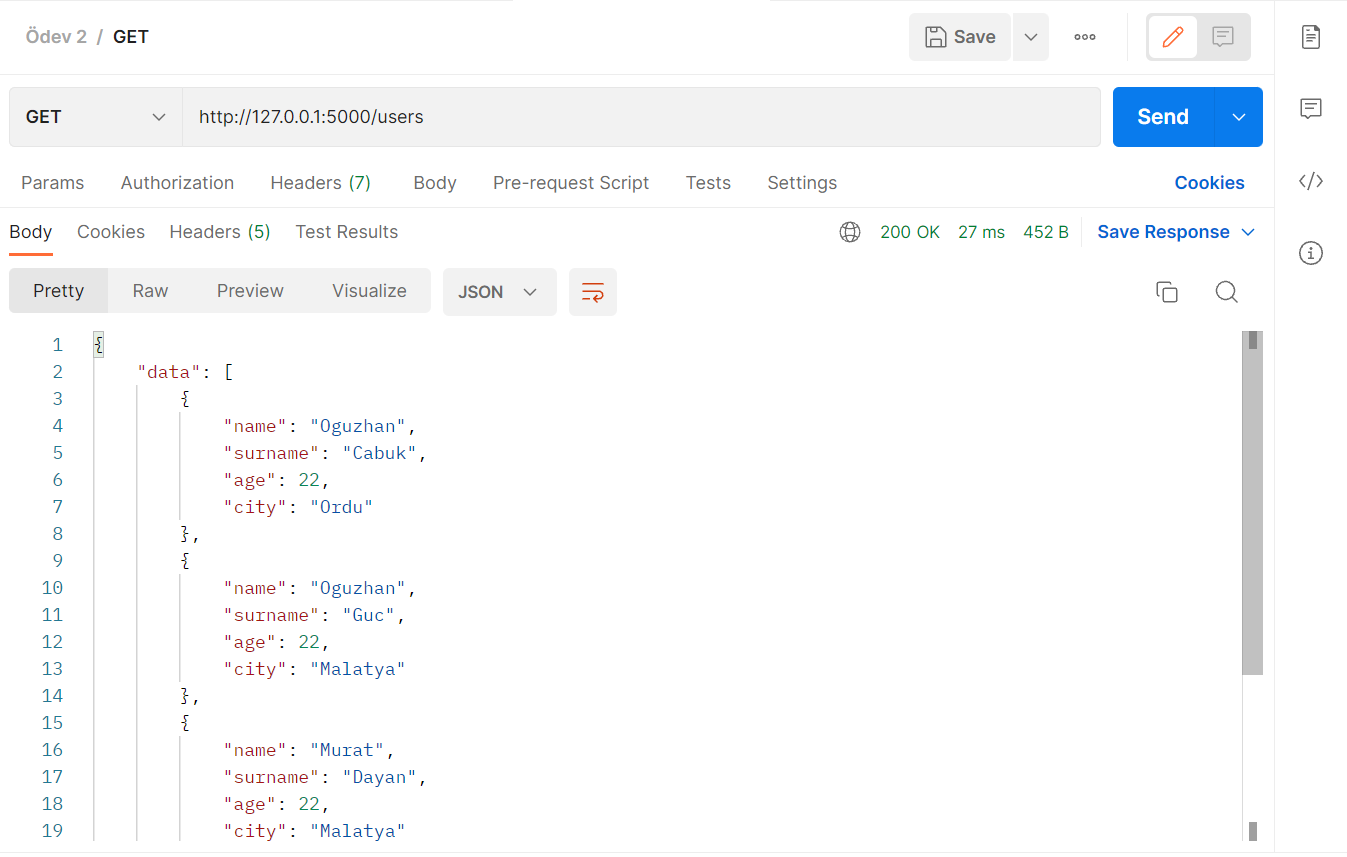 Ödev 2 / GET
Save
GET
http://127.0.0.1:5000/users
Send
Params Authorization Headers (7) Body Pre-request Script Tests Settings Cookies
Body Cookies Headers (5) Test Results 200 OK 27 ms 452 B Save Response
Pretty Raw Preview Visualize JSON
1 {
2 "data": [
3 {
4 "name": "Oguzhan",
5 "surname": "Cabuk",
6 "age": 22,
7 "city": "Ordu"
8 },
9 {
10 "name": "Oguzhan",
11 "surname": "Guc",
12 "age": 22,
13 "city": "Malatya"
14 },
15 {
16 "name": "Murat",
17 "surname": "Dayan",
18 "age": 22,
19 "city": "Malatya"